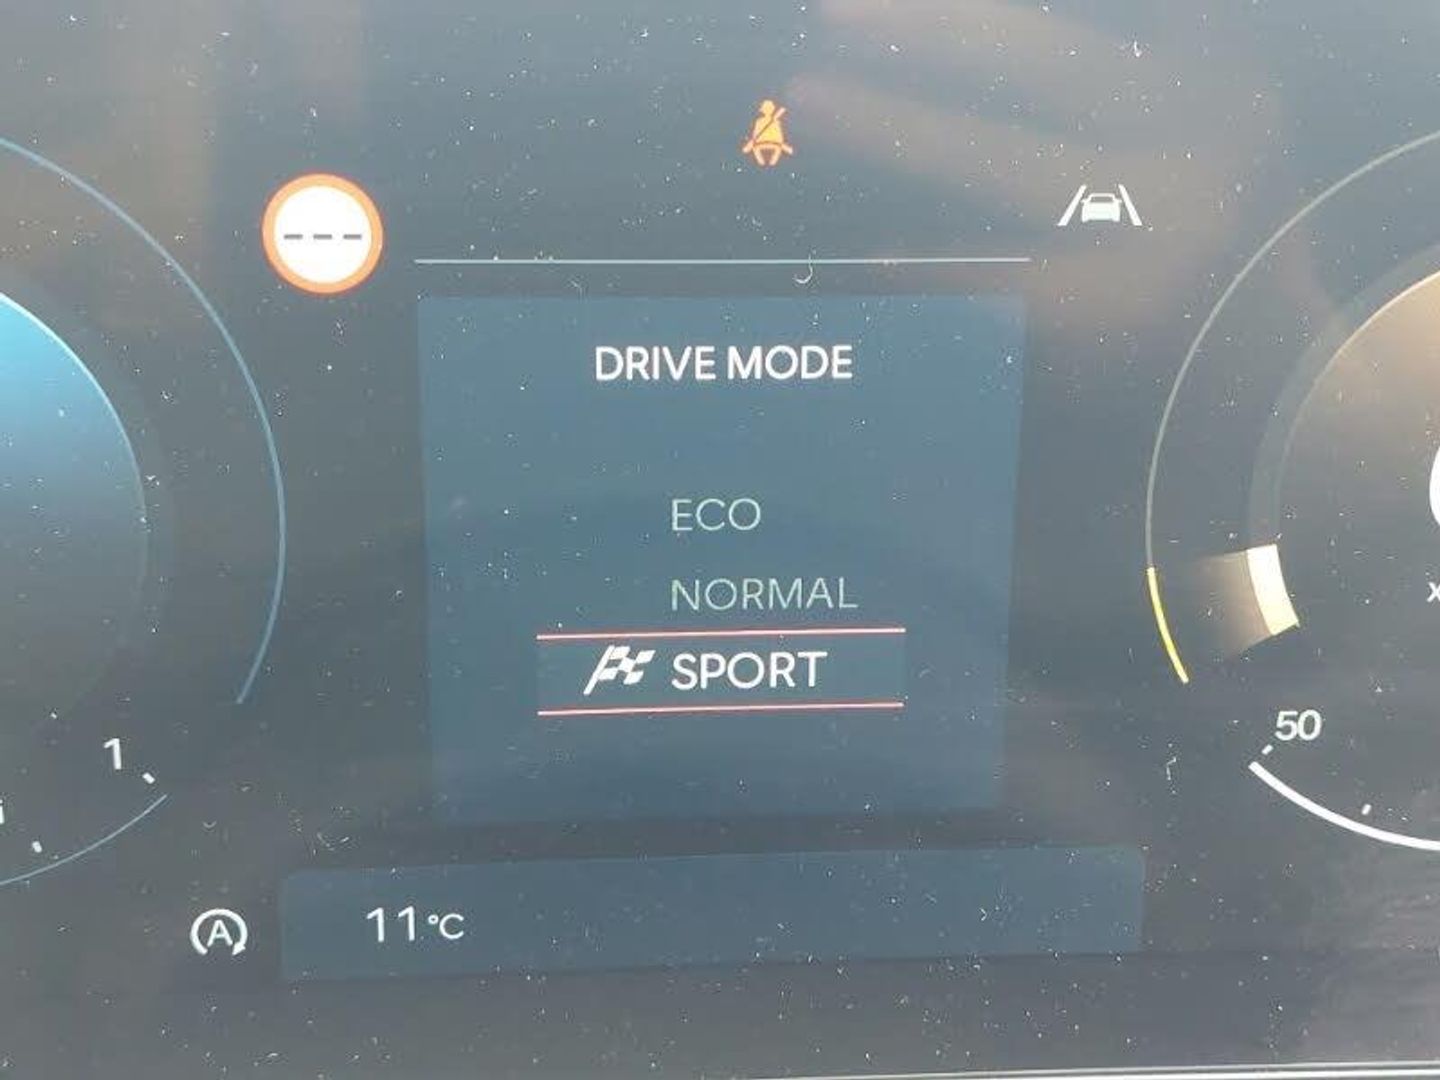 ---
DRIVE MODE
ECO
NORMAL
SPORT
1
50
x
A
11°C